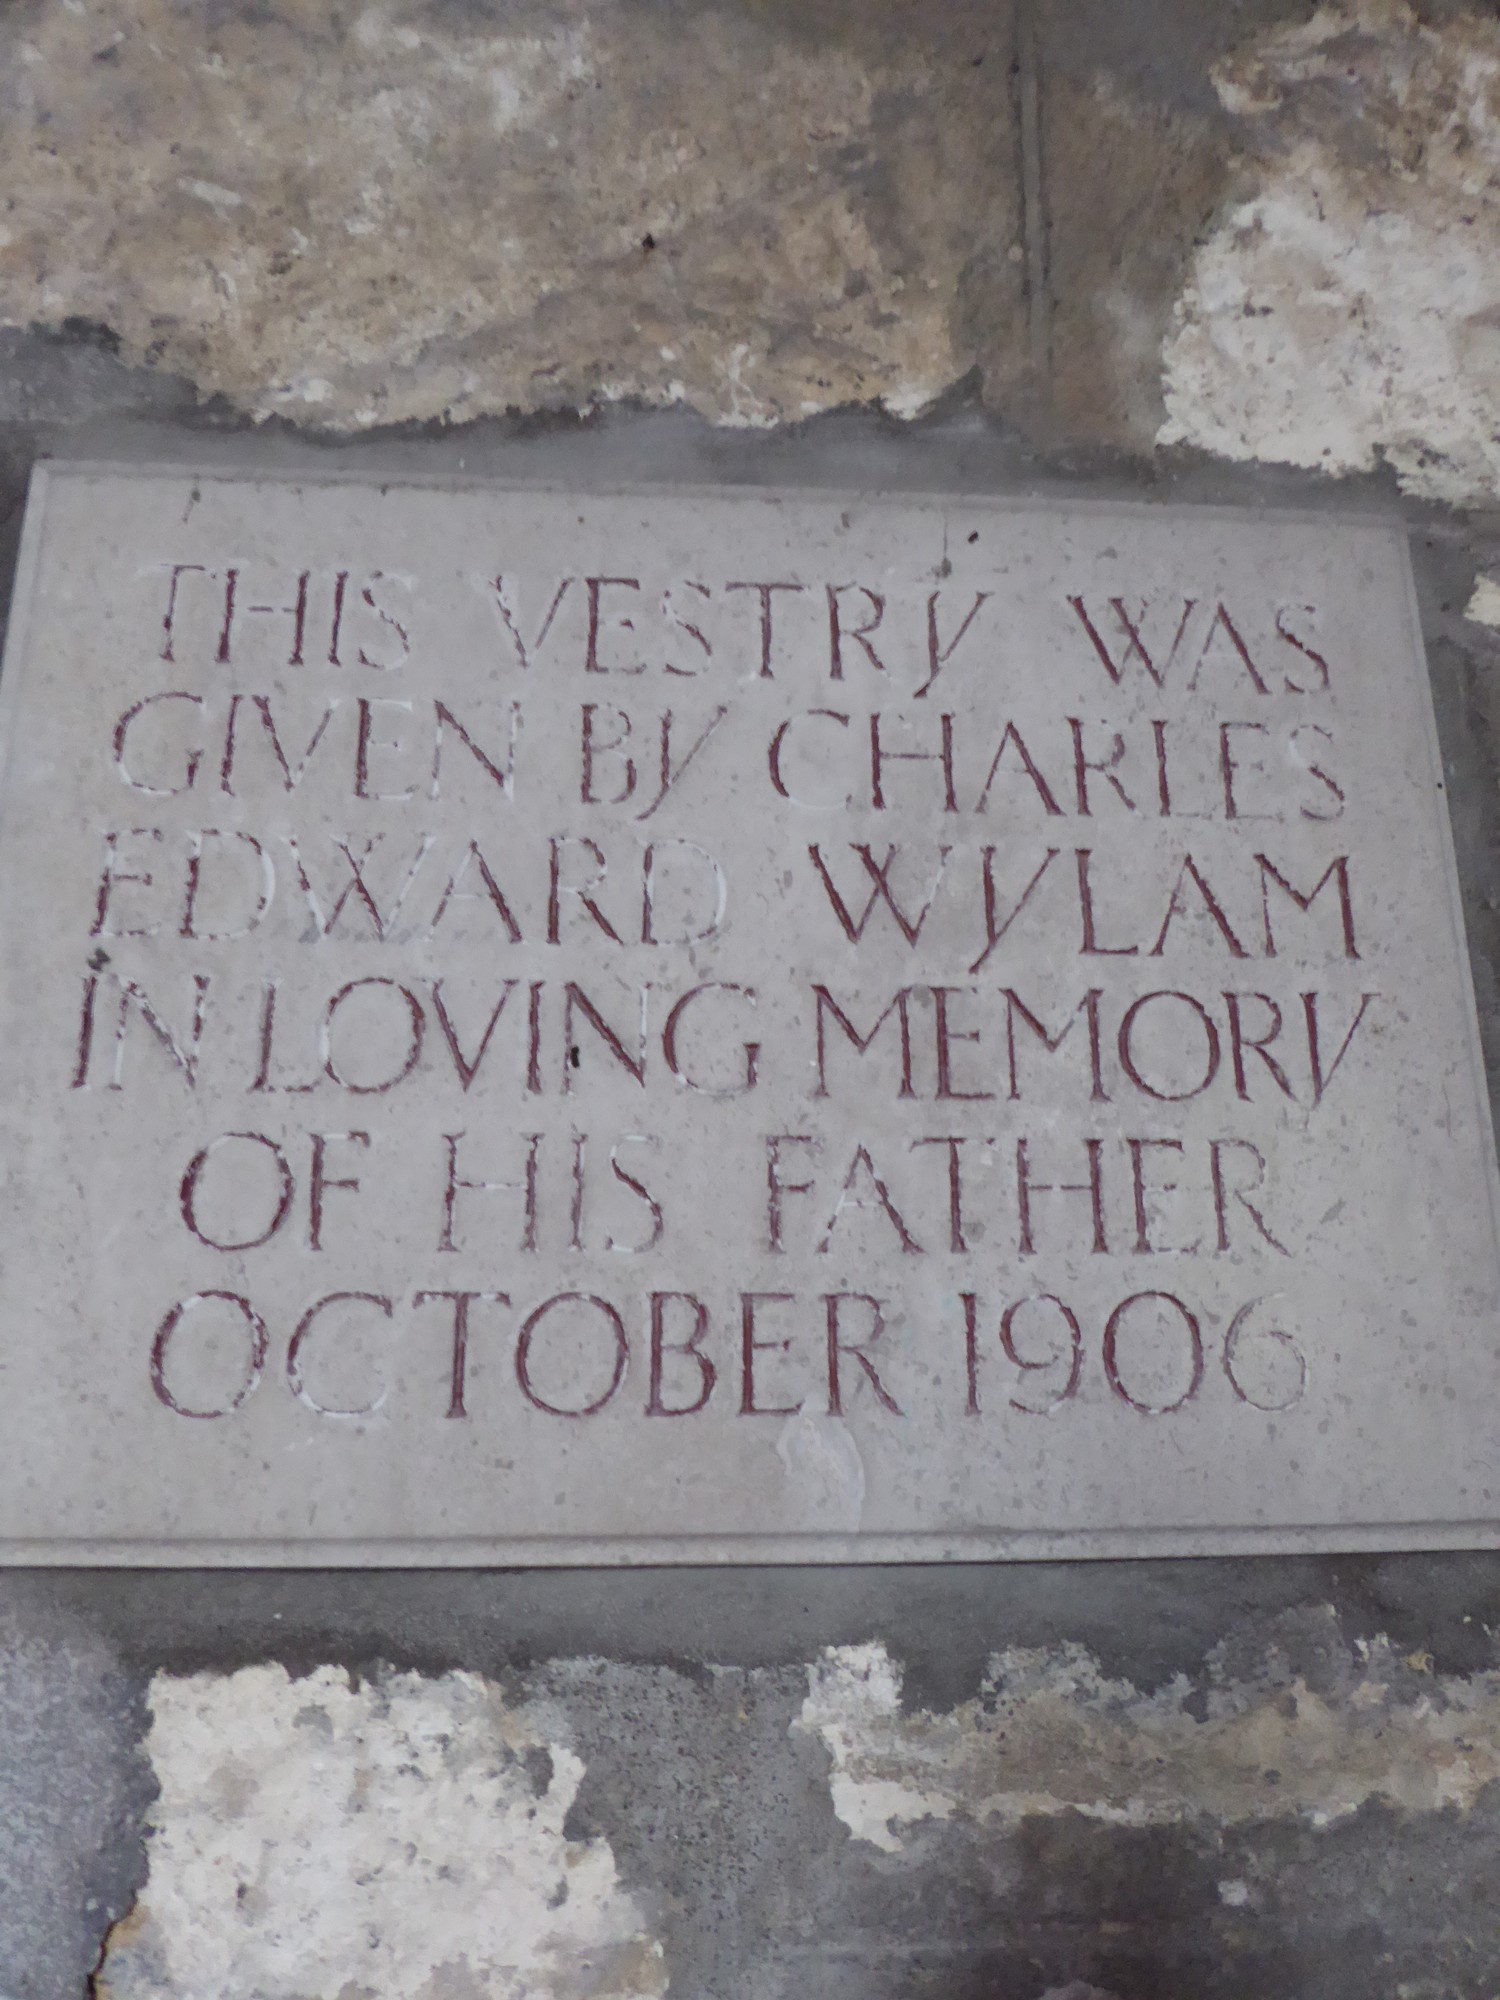 THIS VESTRY WAS
GIVEN BY CHARLES
EDWARD WYLAM
IN LOVING MEMORY
OF HIS FATHER
OCTOBER 1906